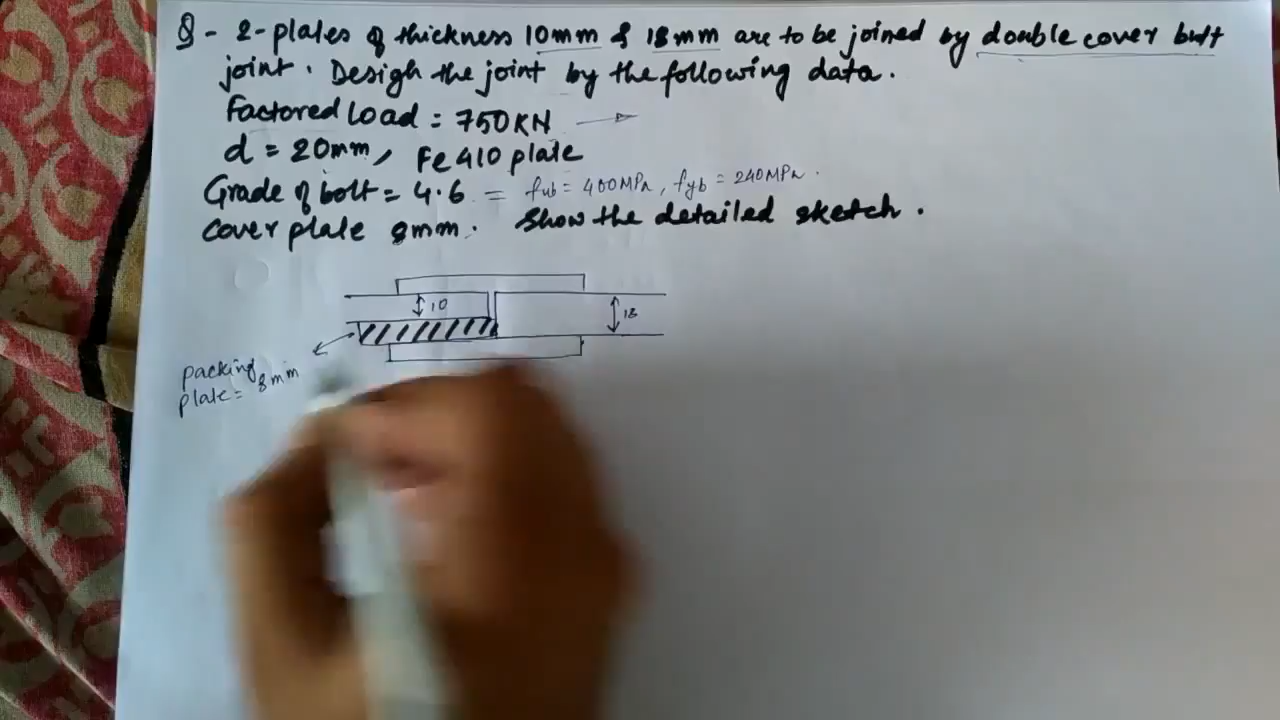 Q - 2-plates of thickness 10mm & 18mm are to be joined by double cover butt
joint. Design the joint by the following data.
Factored Load = 750KN
d = 20mm, Fe410 plate
Grade of bolt = 4.6 = fub = 400MPa, fyb = 240MPa.
cover plate 8mm. Show the detailed sketch.
10
18
packing
plate = 8mm